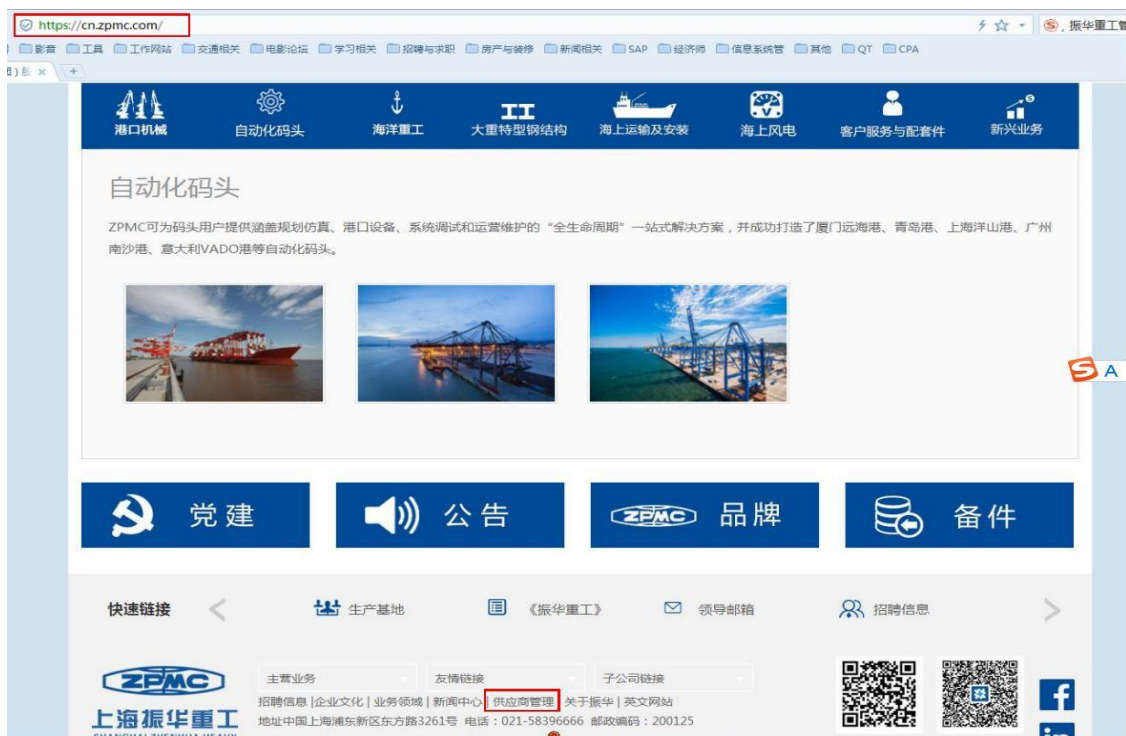 https://cn.zpmc.com/
振华重工
影音 工具 工作网站 交通相关 电影论坛 学习相关 招聘与求职 房产与装修 新闻相关 SAP 经济师 信息系统管 其他 QT CPA
港口机械 自动化码头 海洋重工 大重特型钢结构 海上运输及安装 海上风电 客户服务与配套件 新兴业务
自动化码头
ZPMC可为码头用户提供涵盖规划仿真、港口设备、系统调试和运营维护的“全生命周期”一站式解决方案，并成功打造了厦门远海港、青岛港、上海洋山港、广州
南沙港、意大利VADO港等自动化码头。
A
党建 公告 ZPMC 品牌 备件
快速链接 生产基地 《振华重工》 领导邮箱 招聘信息
ZPMC
主营业务 友情链接 子公司链接
招聘信息 |企业文化 | 业务领域 | 新闻中心 | 供应商管理 | 关于振华 | 英文网站
上海振华重工
地址中国上海浦东新区东方路3261号 电话：021-58396666 邮政编码：200125